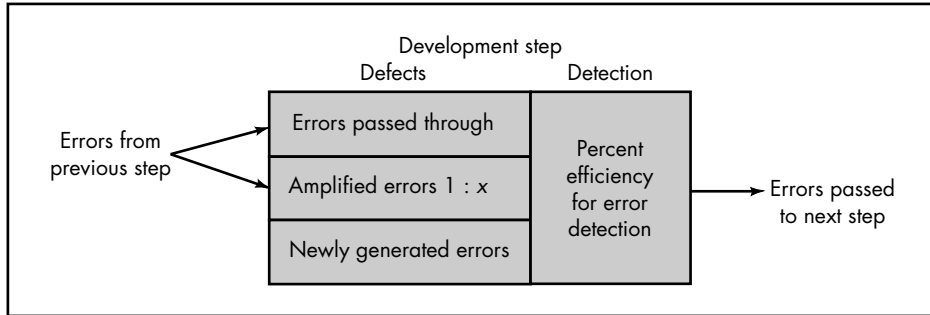 Development step
Defects
Detection
Errors from
previous step
Errors passed through
Amplified errors 1 : x
Newly generated errors
Percent
efficiency
for error
detection
Errors passed
to next step